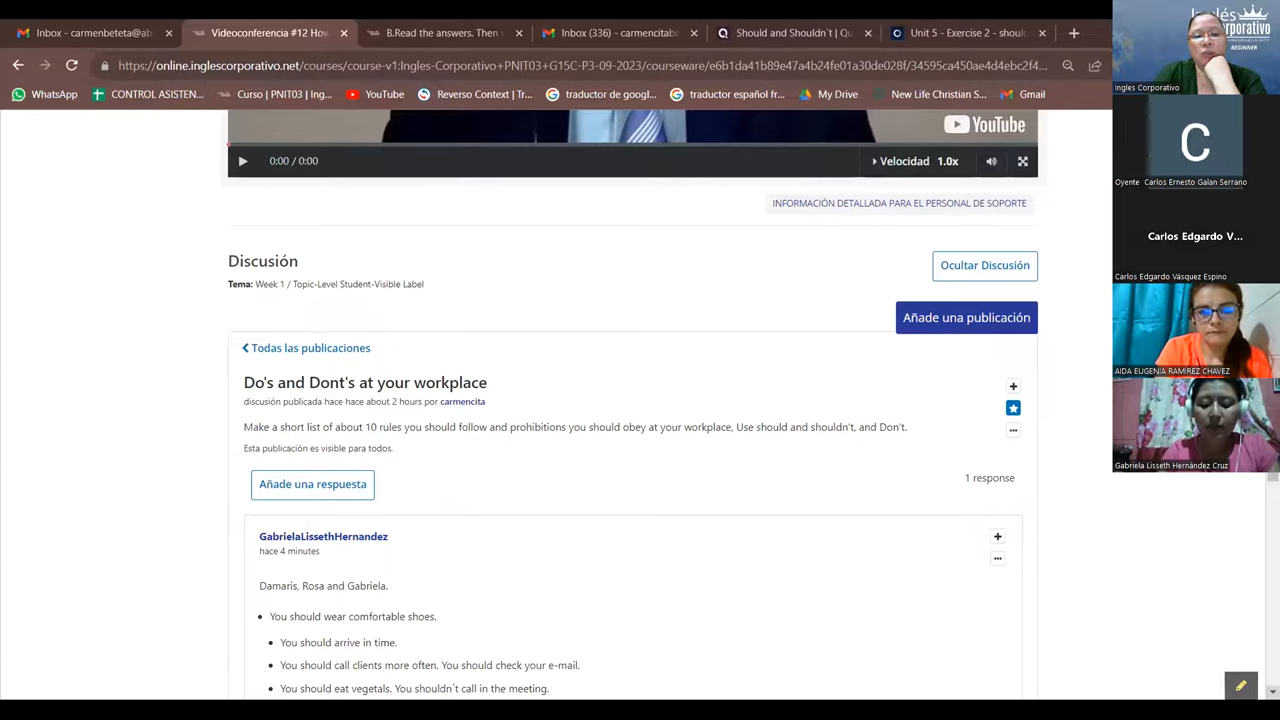 Inbox - carmenbeteta@ab
Videoconferencia #12 How
B.Read the answers. Then v
Inbox (336) - carmencitabe
Should and Shouldn´t | Qu
Unit 5 - Exercise 2 - shoul
https://online.inglescorporativo.net/courses/course-v1:Ingles-Corporativo+PNIT03+G15C-P3-09-2023/courseware/e6b1da41b89e47a4b24fe01a30de028f/34595ca450ae4d4ebc2f4...
WhatsApp
CONTROL ASISTEN...
Curso | PNIT03 | Ing...
YouTube
Reverso Context | Tr...
traductor de googl...
traductor español fr...
My Drive
New Life Christian S...
Gmail
YouTube
0:00 / 0:00
Velocidad 1.0x
INFORMACIÓN DETALLADA PARA EL PERSONAL DE SOPORTE
Discusión
Ocultar Discusión
Tema: Week 1 / Topic-Level Student-Visible Label
Añade una publicación
Todas las publicaciones
Do's and Dont's at your workplace
discusión publicada hace hace about 2 hours por carmencita
Make a short list of about 10 rules you should follow and prohibitions you should obey at your workplace, Use should and shouldn't, and Don't.
Esta publicación es visible para todos.
Añade una respuesta
1 response
GabrielaLissethHernandez
hace 4 minutes
Damaris, Rosa and Gabriela.
You should wear comfortable shoes.
You should arrive in time.
You should call clients more often. You should check your e-mail.
You should eat vegetals. You shouldn´t call in the meeting.
Inglés
Corporativo
BEGINNER
Ingles Corporativo
C
Oyente Carlos Ernesto Galan Serrano
Carlos Edgardo V...
Carlos Edgardo Vásquez Espino
AIDA EUGENIA RAMIREZ CHAVEZ
Gabriela Lisseth Hernández Cruz